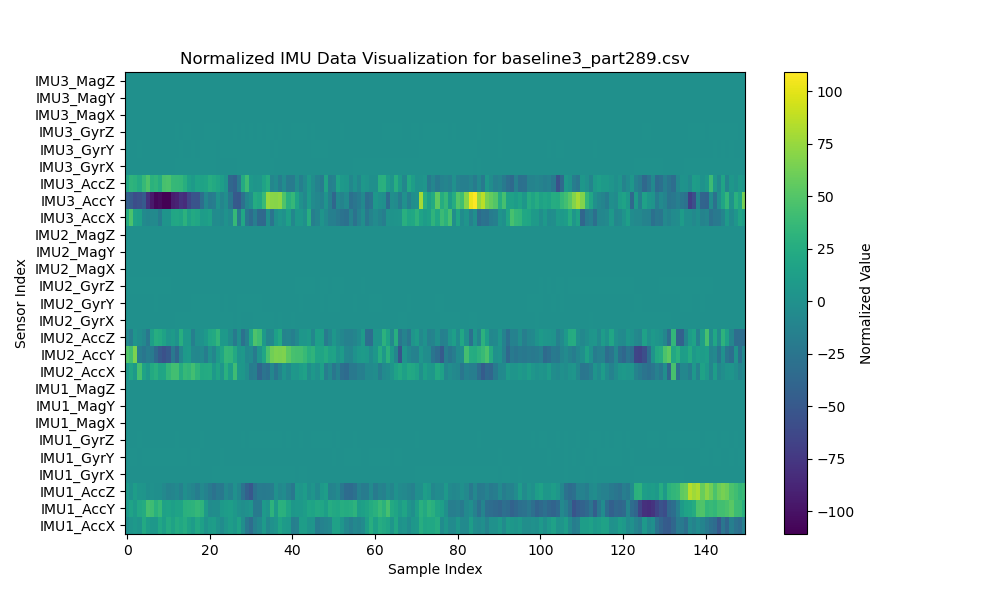 Normalized IMU Data Visualization for baseline3_part289.csv
IMU3_MagZ
IMU3_MagY
IMU3_MagX
IMU3_GyrZ
IMU3_GyrY
IMU3_GyrX
IMU3_AccZ
IMU3_AccY
IMU3_AccX
IMU2_MagZ
IMU2_MagY
IMU2_MagX
IMU2_GyrZ
IMU2_GyrY
IMU2_GyrX
IMU2_AccZ
IMU2_AccY
IMU2_AccX
IMU1_MagZ
IMU1_MagY
IMU1_MagX
IMU1_GyrZ
IMU1_GyrY
IMU1_GyrX
IMU1_AccZ
IMU1_AccY
IMU1_AccX
Sensor Index
0 20 40 60 80 100 120 140
Sample Index
100
75
50
25
0
−25
−50
−75
−100
Normalized Value